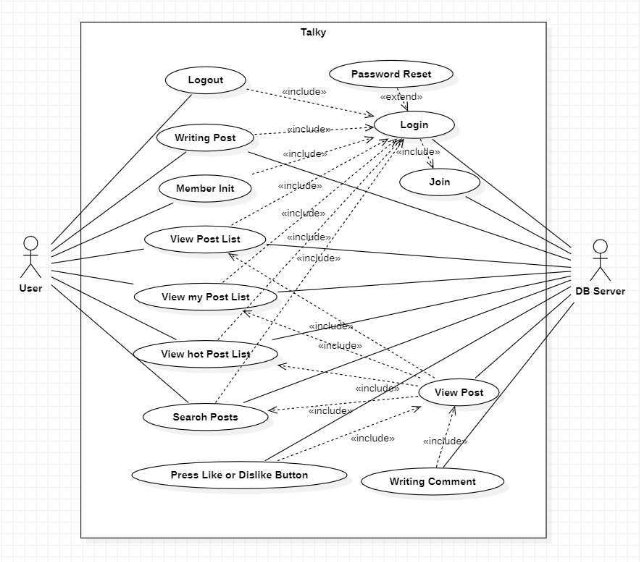 Talky
Logout
Password Reset
«include»
«extend»
Login
Writing Post
«include»
«include»
«include»
Member Init
Join
«include»
«include»
View Post List
«include»
«include»
User
DB Server
View my Post List
«include»
«include»
View hot Post List
«include»
View Post
Search Posts
«include»
«include»
«include»
Press Like or Dislike Button
Writing Comment